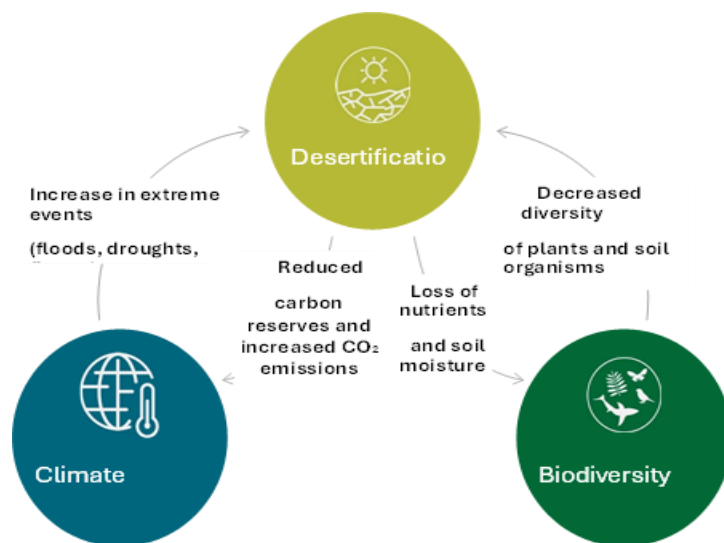 Desertificatio
Increase in extreme
events
(floods, droughts,
Decreased
diversity
of plants and soil
organisms
Reduced
carbon
reserves and
increased CO₂
emissions
Loss of
nutrients
and soil
moisture
Climate
Biodiversity